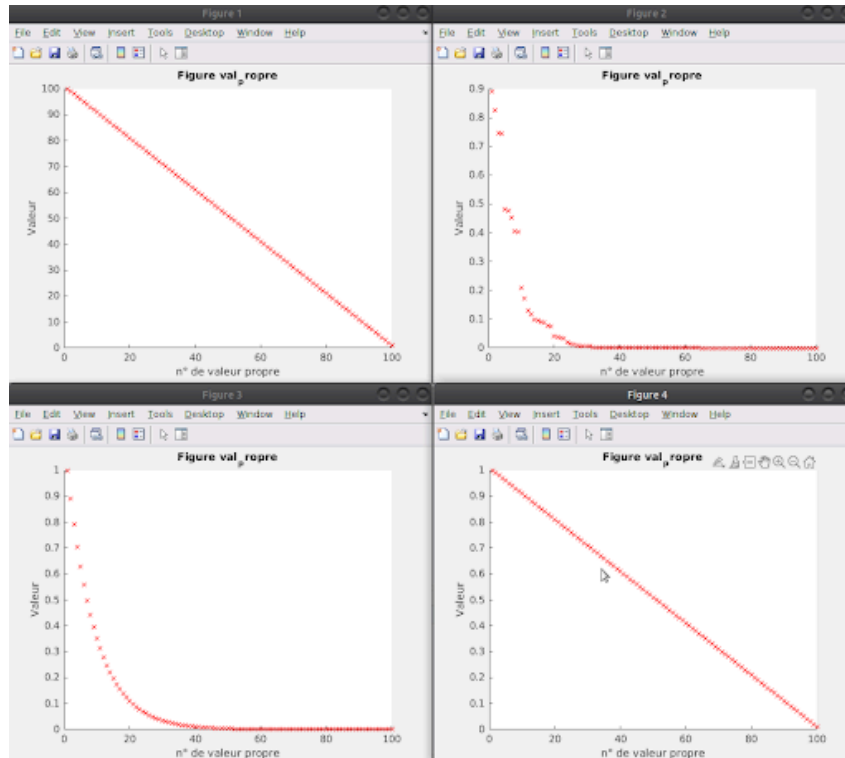 Figure 1
File Edit View Insert Tools Desktop Window Help
Figure val_propre
100
90
80
70
60
50
40
30
20
10
0
Valeur
0 20 40 60 80 100
n° de valeur propre
Figure 2
File Edit View Insert Tools Desktop Window Help
Figure val_propre
0.9
0.8
0.7
0.6
0.5
0.4
0.3
0.2
0.1
0
Valeur
0 20 40 60 80 100
n° de valeur propre
Figure 3
File Edit View Insert Tools Desktop Window Help
Figure val_propre
1
0.9
0.8
0.7
0.6
0.5
0.4
0.3
0.2
0.1
0
Valeur
0 20 40 60 80 100
n° de valeur propre
Figure 4
File Edit View Insert Tools Desktop Window Help
Figure val_propre
1
0.9
0.8
0.7
0.6
0.5
0.4
0.3
0.2
0.1
0
Valeur
0 20 40 60 80 100
n° de valeur propre